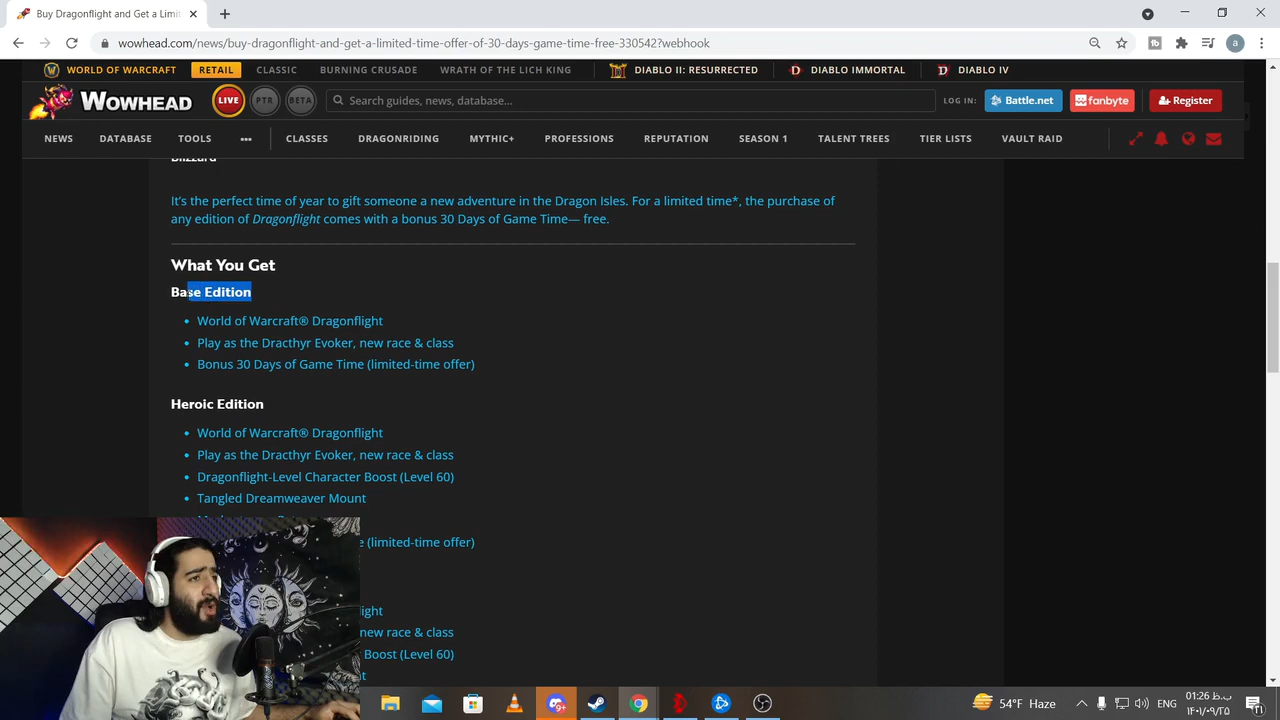 Buy Dragonflight and Get a Limit
wowhead.com/news/buy-dragonflight-and-get-a-limited-time-offer-of-30-days-game-time-free-330542?webhook
WORLD OF WARCRAFT RETAIL CLASSIC BURNING CRUSADE WRATH OF THE LICH KING DIABLO II: RESURRECTED DIABLO IMMORTAL DIABLO IV
WOWHEAD LIVE PTR BETA Search guides, news, database... LOG IN: Battle.net fanbyte Register
NEWS DATABASE TOOLS ••• CLASSES DRAGONRIDING MYTHIC+ PROFESSIONS REPUTATION SEASON 1 TALENT TREES TIER LISTS VAULT RAID
Blizzard
It's the perfect time of year to gift someone a new adventure in the Dragon Isles. For a limited time*, the purchase of
any edition of Dragonflight comes with a bonus 30 Days of Game Time— free.
What You Get
Base Edition
• World of Warcraft® Dragonflight
• Play as the Dracthyr Evoker, new race & class
• Bonus 30 Days of Game Time (limited-time offer)
Heroic Edition
• World of Warcraft® Dragonflight
• Play as the Dracthyr Evoker, new race & class
• Dragonflight-Level Character Boost (Level 60)
• Tangled Dreamweaver Mount
(limited-time offer)
new race & class
Boost (Level 60)
54°F Haze ENG 01:26 ب.ظ
۱۴۰۱/۰۹/۲۵